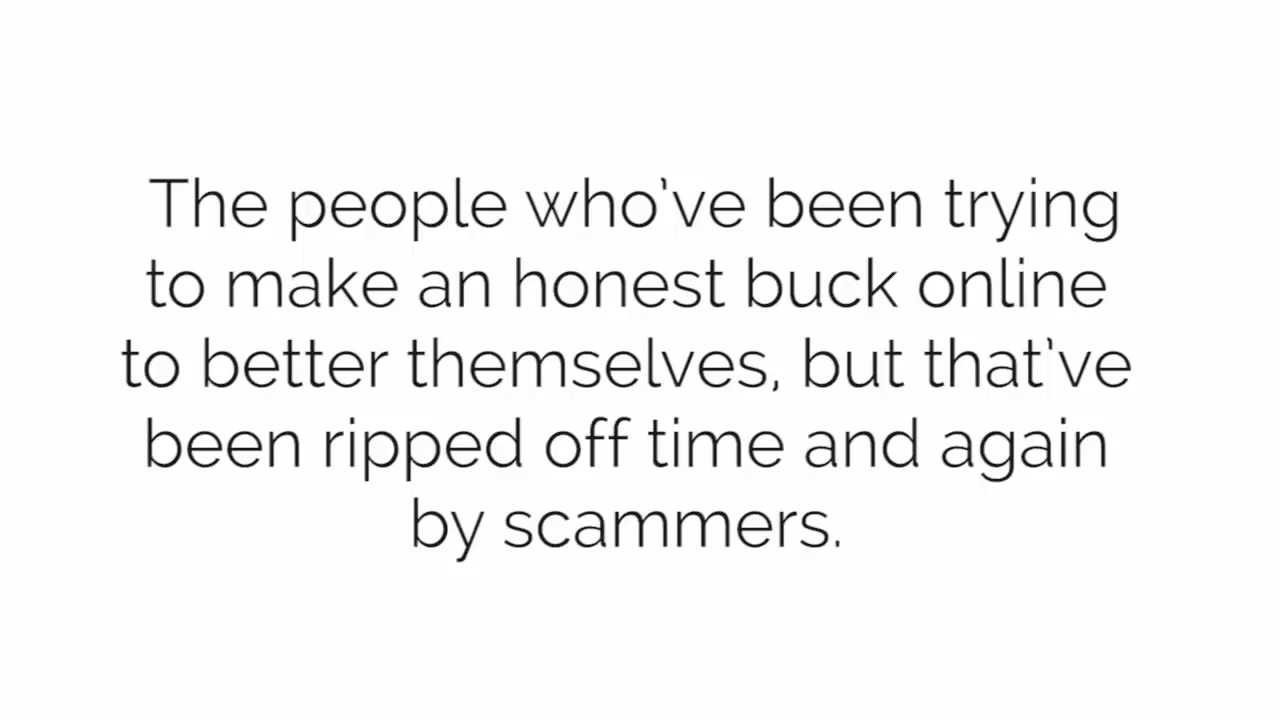 The people who've been trying
to make an honest buck online
to better themselves, but that've
been ripped off time and again
by scammers.